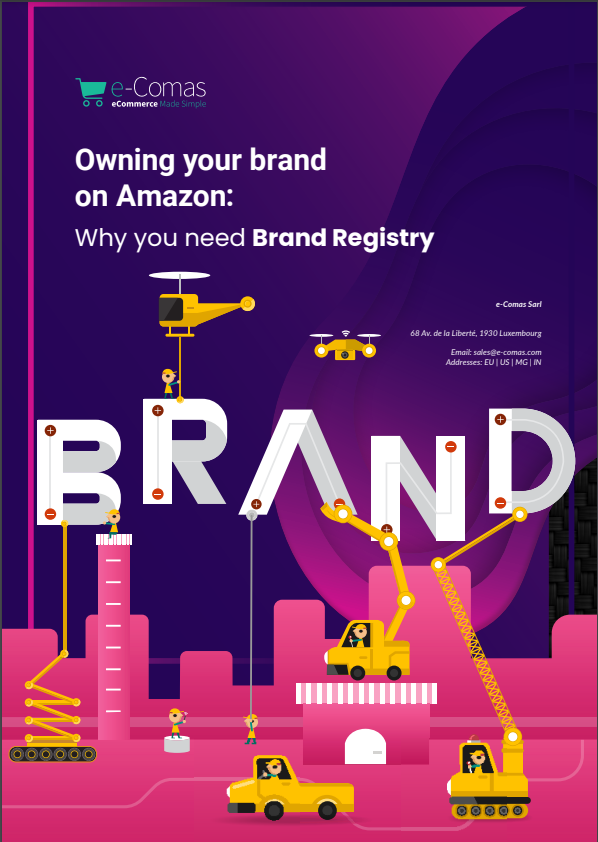 e-Comas
eCommerce Made Simple
Owning your brand
on Amazon:
Why you need Brand Registry
e-Comas Sarl
68 Av. de la Liberté, 1930 Luxembourg
Email: sales@e-comas.com
Addresses: EU | US | MG | IN
BRAND